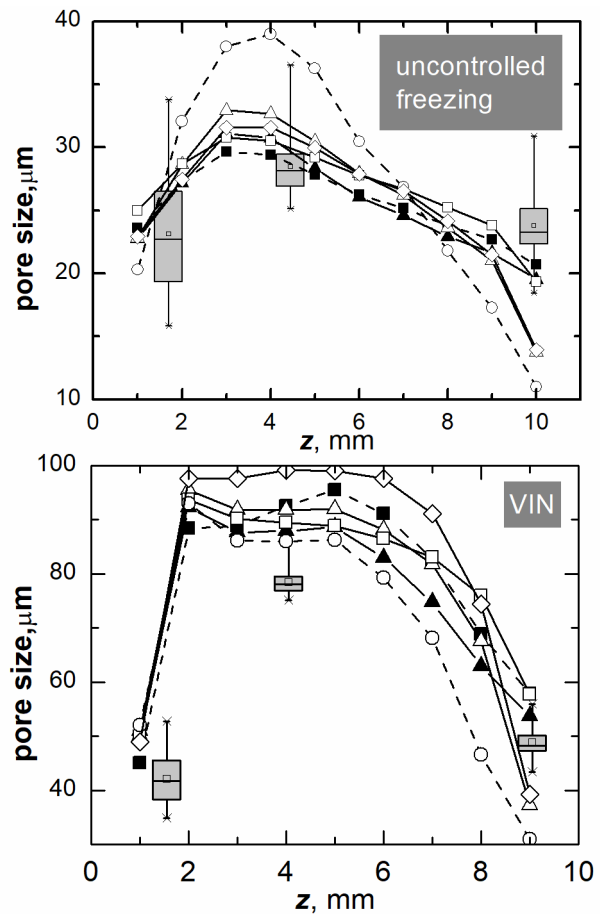 40
30
20
10
pore size,μm
uncontrolled
freezing
0 2 4 6 8 10
z, mm
100
80
60
40
pore size,μm
VIN
0 2 4 6 8 10
z, mm